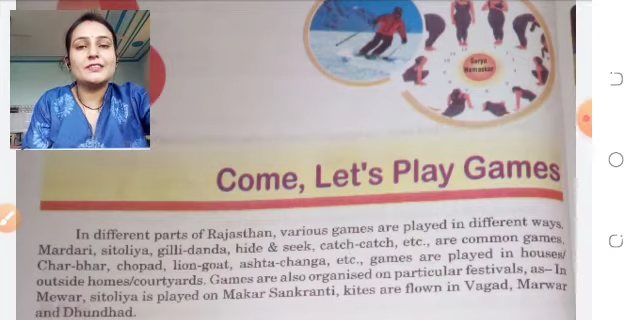 Surya
Namaskar
Come, Let's Play Games
In different parts of Rajasthan, various games are played in different ways.
Mardari, sitoliya, gilli-danda, hide & seek, catch-catch, etc., are common games.
Char-bhar, chopad, lion-goat, ashta-changa, etc., games are played in houses/
outside homes/courtyards. Games are also organised on particular festivals, as– In
Mewar, sitoliya is played on Makar Sankranti, kites are flown in Vagad, Marwar
and Dhundhad.